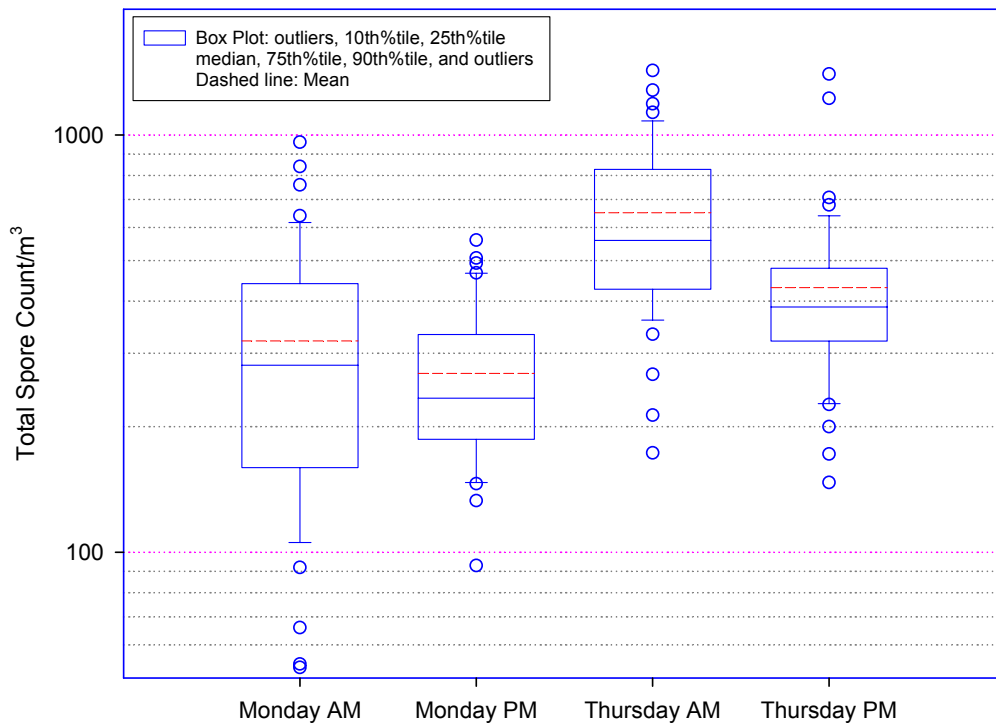 Box Plot: outliers, 10th%tile, 25th%tile
median, 75th%tile, 90th%tile, and outliers
Dashed line: Mean
1000
100
Total Spore Count/m³
Monday AM Monday PM Thursday AM Thursday PM